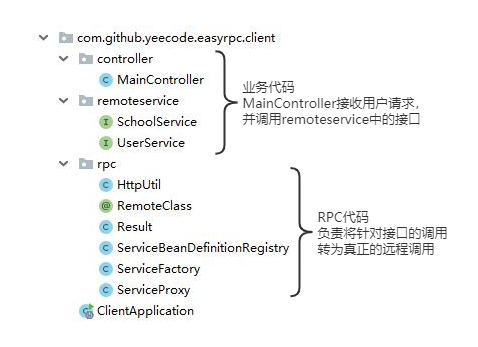 com.github.yeecode.easyrpc.client
controller
MainController
remoteservice
SchoolService
UserService
业务代码
MainController接收用户请求，
并调用remoteservice中的接口
rpc
HttpUtil
RemoteClass
Result
ServiceBeanDefinitionRegistry
ServiceFactory
ServiceProxy
RPC代码
负责将针对接口的调用
转为真正的远程调用
ClientApplication